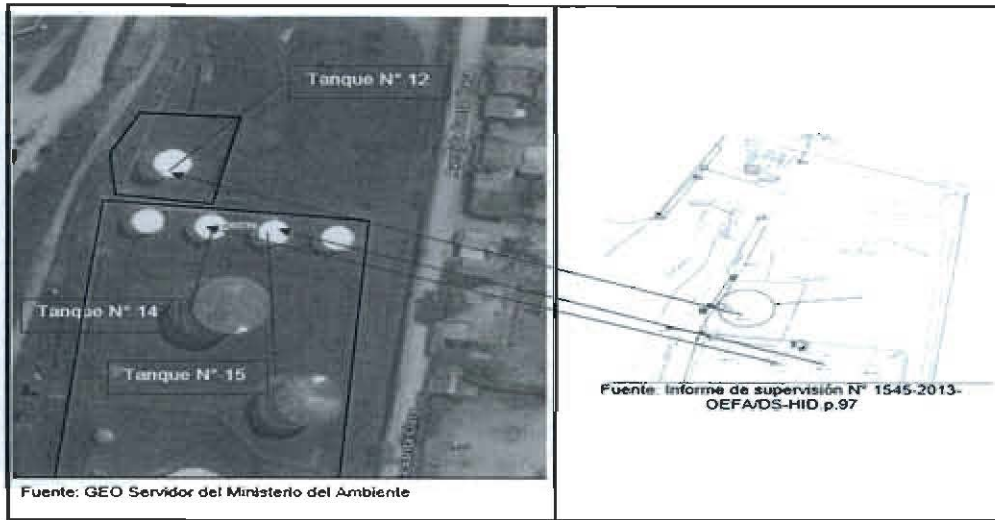 Tanque N° 12
Tanque N° 14
Tanque N° 15
Fuente: GEO Servidor del Ministerio del Ambiente
Fuente: Informe de supervisión N° 1545-2013-
OEFA/DS-HID p.97